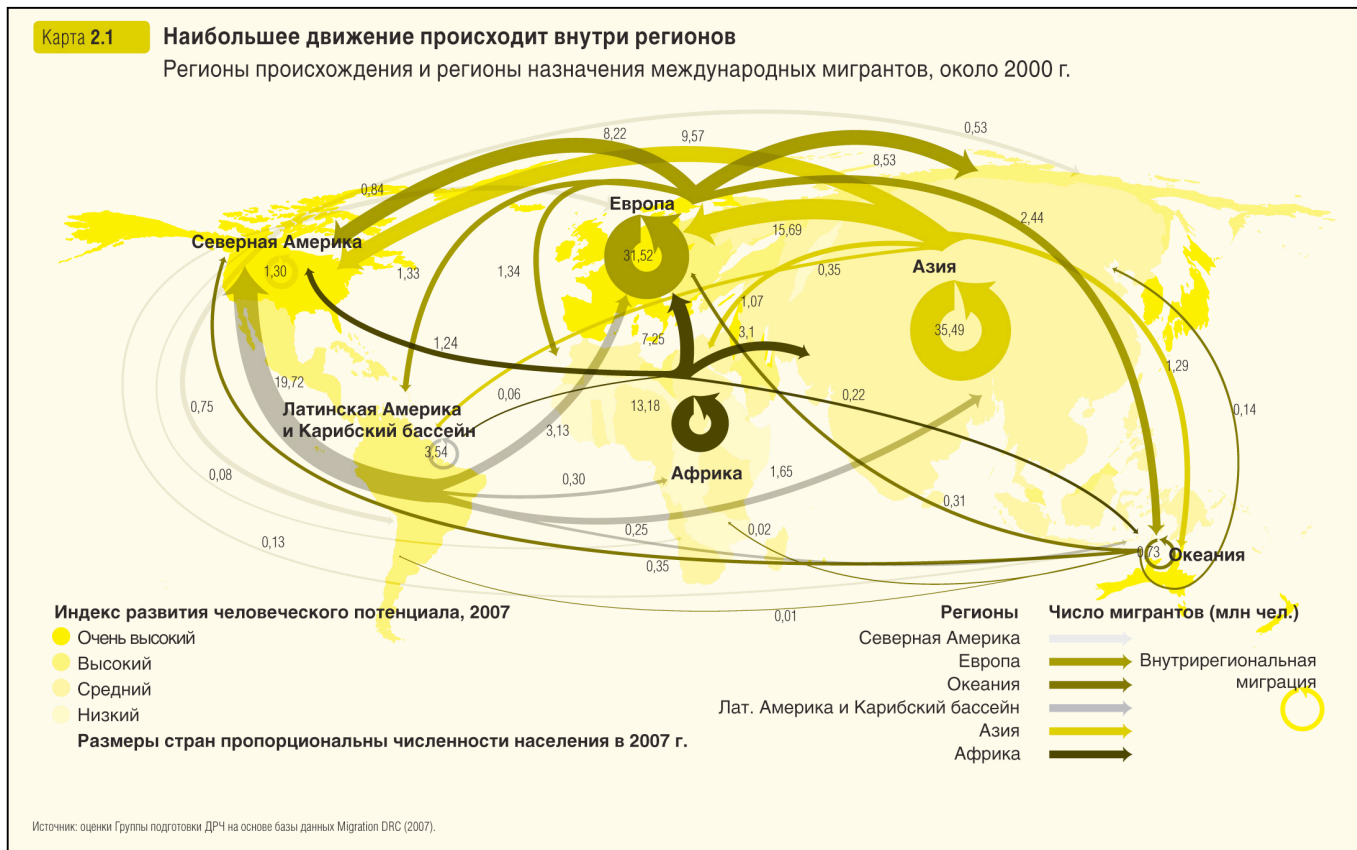 Карта 2.1
Наибольшее движение происходит внутри регионов
Регионы происхождения и регионы назначения международных мигрантов, около 2000 г.
0,53
8,22
9,57
8,53
0,84
Европа
2,44
Северная Америка
15,69
31,52
1,30
1,33
1,34
0,35
Азия
1,07
35,49
7,25
3,1
1,24
1,29
19,72
0,06
0,22
0,75
Латинская Америка
и Карибский бассейн
13,18
0,14
3,13
3,54
Африка
0,08
0,30
1,65
0,31
0,25
0,02
0,13
0,35
0,73
Океания
0,01
Индекс развития человеческого потенциала, 2007
Очень высокий
Высокий
Средний
Низкий
Размеры стран пропорциональны численности населения в 2007 г.
Регионы
Число мигрантов (млн чел.)
Северная Америка
Европа
Океания
Лат. Америка и Карибский бассейн
Азия
Африка
Внутрирегиональная
миграция
Источник: оценки Группы подготовки ДРЧ на основе базы данных Migration DRC (2007).